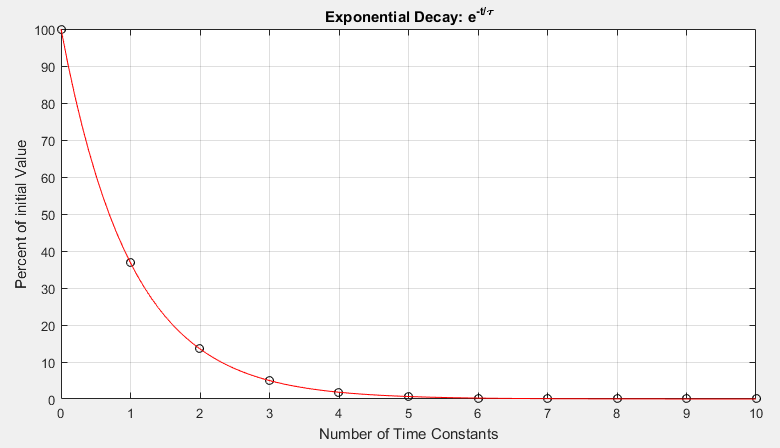 Exponential Decay: e^-t/τ
100
90
80
70
60
50
40
30
20
10
0
Percent of initial Value
0 1 2 3 4 5 6 7 8 9 10
Number of Time Constants